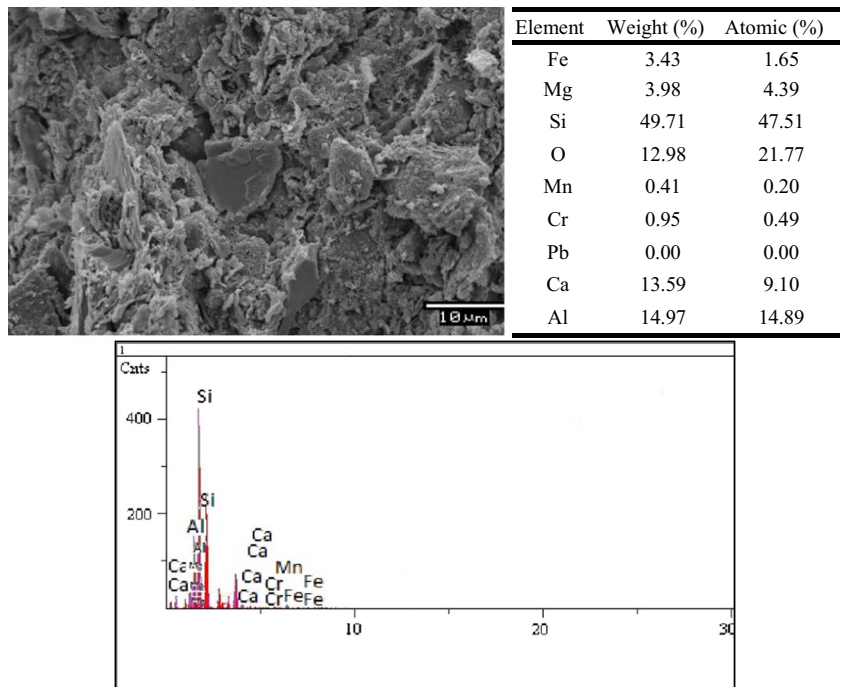 Element Weight (%) Atomic (%)
Fe 3.43 1.65
Mg 3.98 4.39
Si 49.71 47.51
O 12.98 21.77
Mn 0.41 0.20
Cr 0.95 0.49
Pb 0.00 0.00
Ca 13.59 9.10
Al 14.97 14.89
10 µm
1
Cnts
Si
400
Si
200
Al
Ca
Ca
Mn
Ca
Ca
Cr
Fe
Ca
Ca
Cr
Fe
Fe
10
20
30